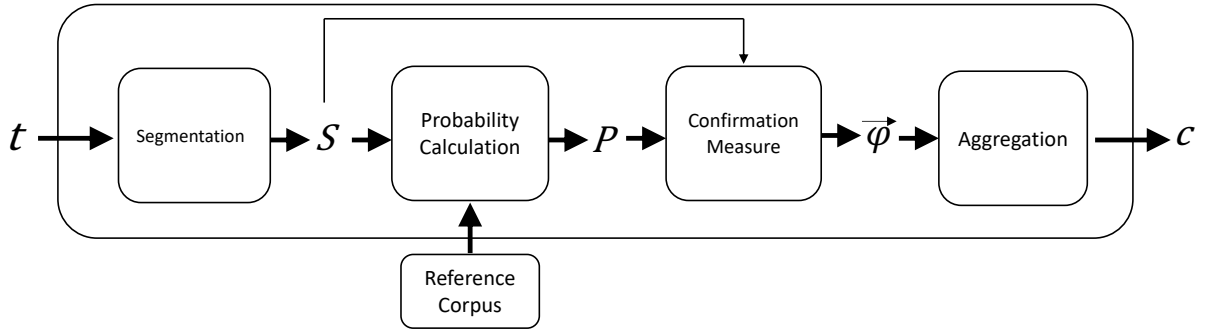 t
Segmentation
S
Probability
Calculation
P
Confirmation
Measure
φ⃗
Aggregation
c
Reference
Corpus